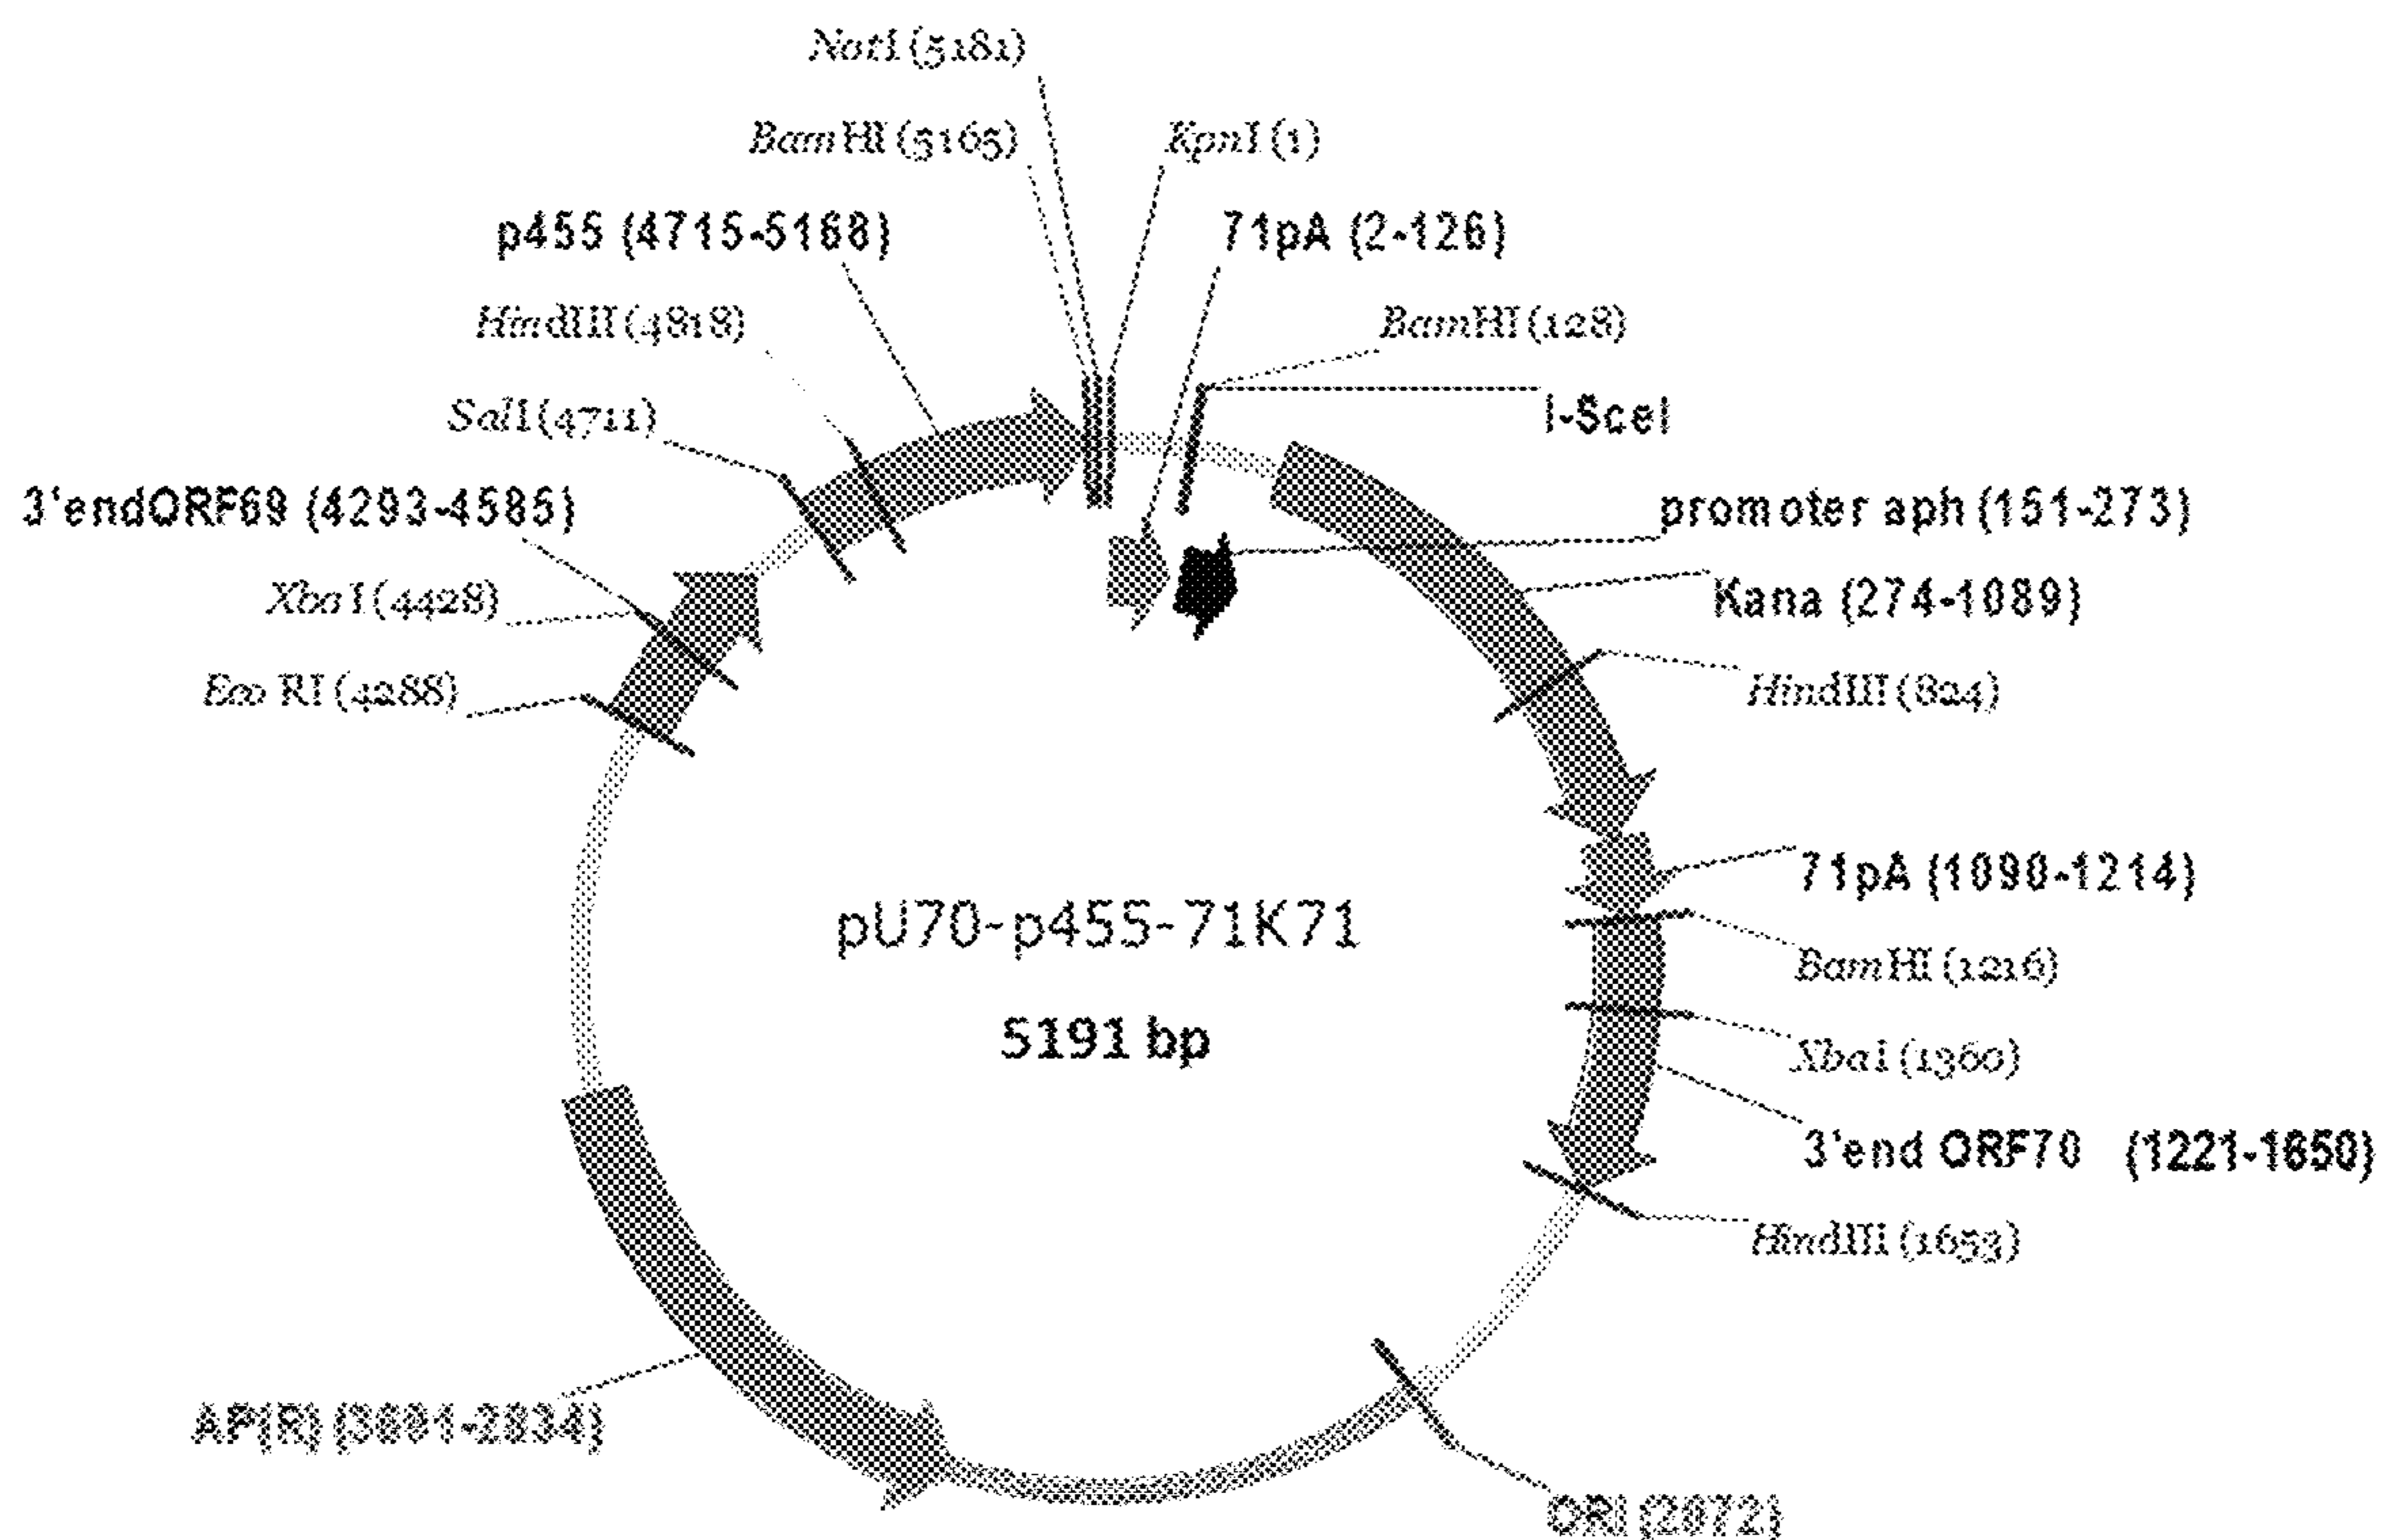 NotI (5181)
BamHI (5165)
KpnI (1)
p455 (4715-5168)
71pA (2-126)
HindIII (4818)
BamHI (128)
SalI (4711)
I-SceI
3'endORF69 (4293-4585)
promoter aph (151-273)
XbaI (4428)
Kana (274-1089)
EcoRI (4288)
HindIII (824)
71pA (1090-1214)
pU70-p455-71K71
BamHI (1216)
5191 bp
XbaI (1360)
3'end ORF70 (1221-1650)
HindIII (1653)
AP(R)
ORI (2072)